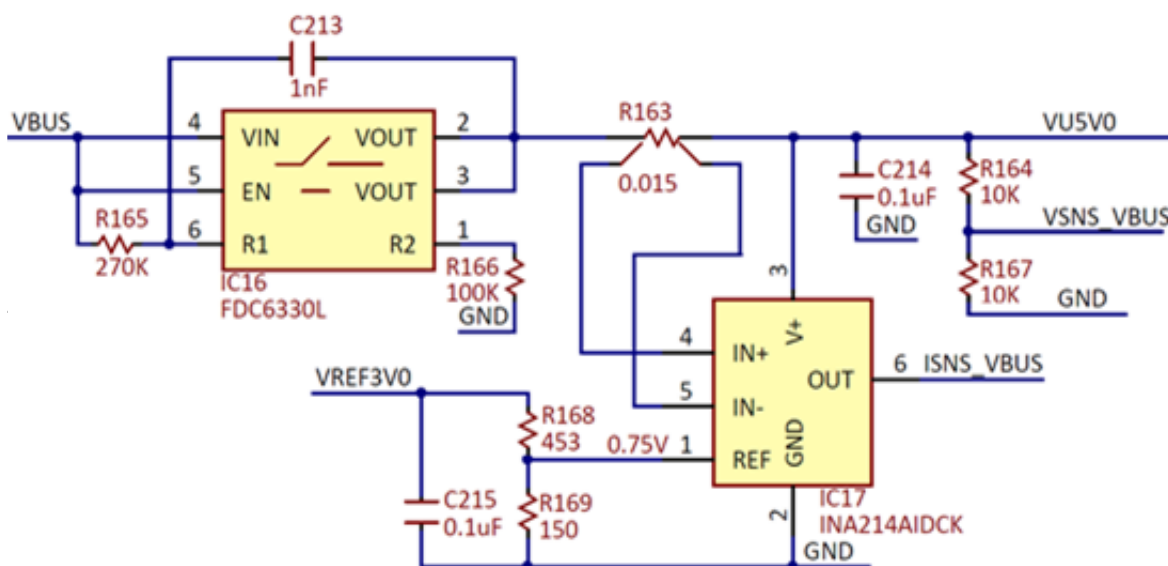 C213
1nF
VBUS
4
VIN
VOUT
2
5
EN
VOUT
3
R165
270K
6
R1
R2
1
IC16
FDC6330L
R166
100K
GND
R163
0.015
VU5V0
C214
0.1uF
GND
R164
10K
VSNS_VBUS
R167
10K
GND
3
V+
4
IN+
5
IN-
OUT
6
ISNS_VBUS
0.75V
1
REF
GND
2
IC17
INA214AIDCK
GND
VREF3V0
R168
453
C215
0.1uF
R169
150